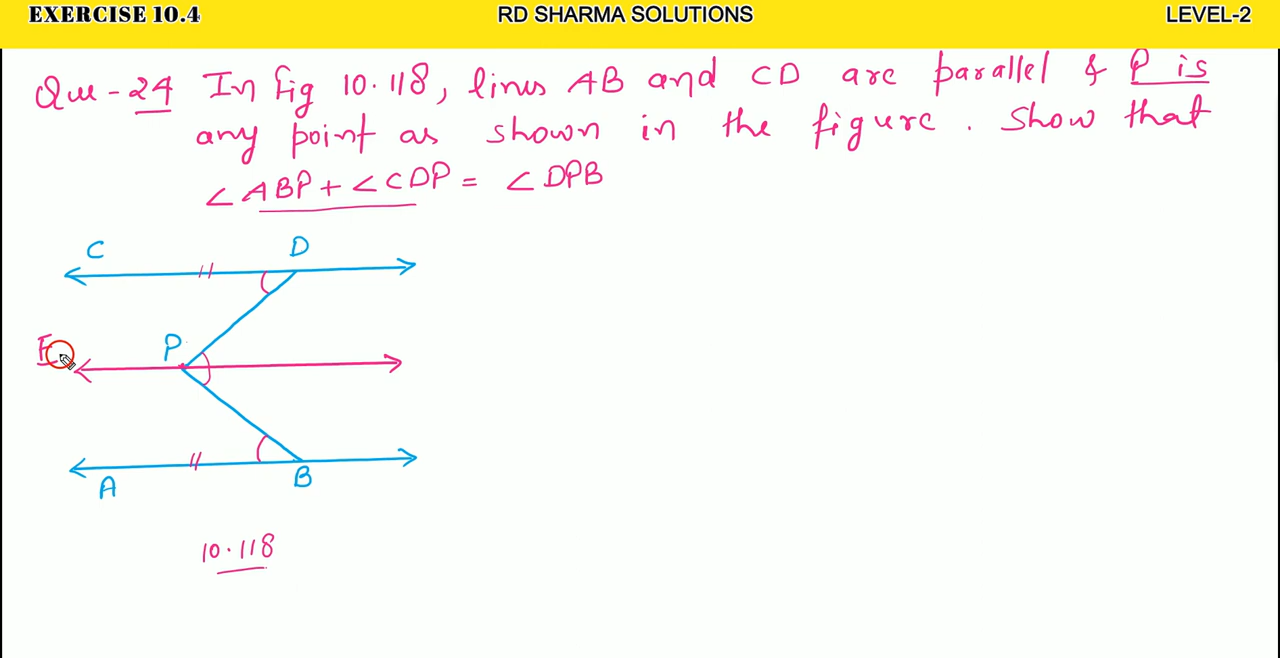 EXERCISE 10.4 RD SHARMA SOLUTIONS LEVEL-2
Que - 24 In fig 10.118, lines AB and CD are parallel & P is
any point as shown in the figure. Show that
∠ABP + ∠CDP = ∠DPB
C D
E P
A B
10.118